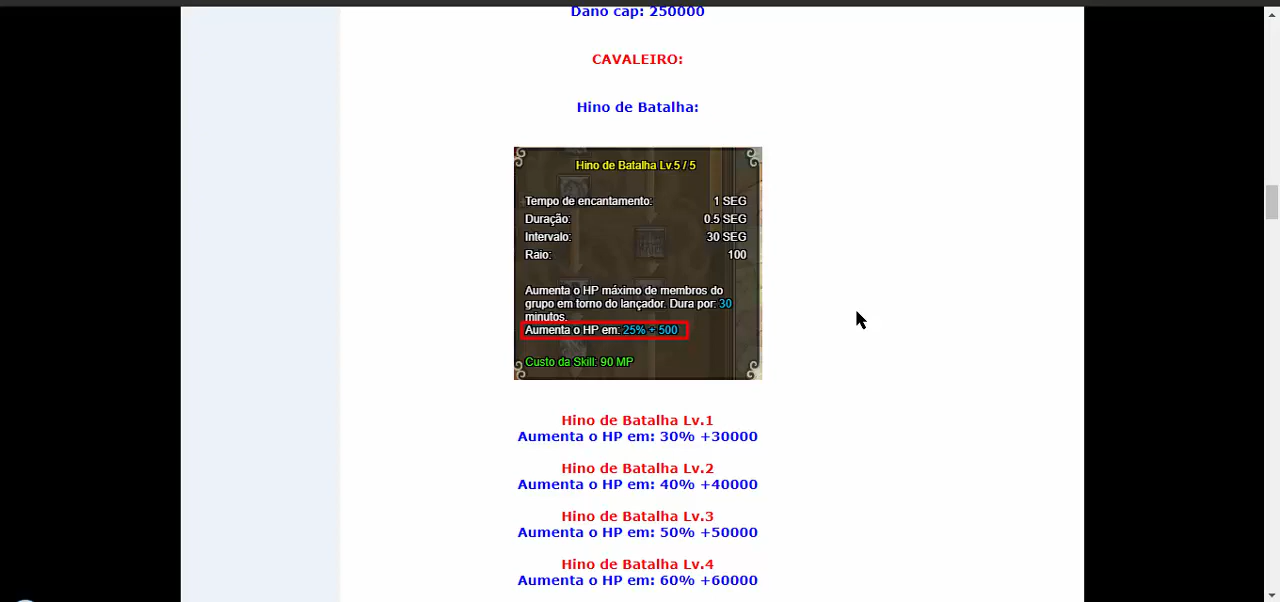 Dano cap: 250000
CAVALEIRO:
Hino de Batalha:
Hino de Batalha Lv.5 / 5
Tempo de encantamento: 1 SEG
Duração: 0.5 SEG
Intervalo: 30 SEG
Raio: 100
Aumenta o HP máximo de membros do
grupo em torno do lançador. Dura por: 30
minutos.
Aumenta o HP em: 25% + 500
Custo da Skill: 90 MP
Hino de Batalha Lv.1
Aumenta o HP em: 30% +30000
Hino de Batalha Lv.2
Aumenta o HP em: 40% +40000
Hino de Batalha Lv.3
Aumenta o HP em: 50% +50000
Hino de Batalha Lv.4
Aumenta o HP em: 60% +60000